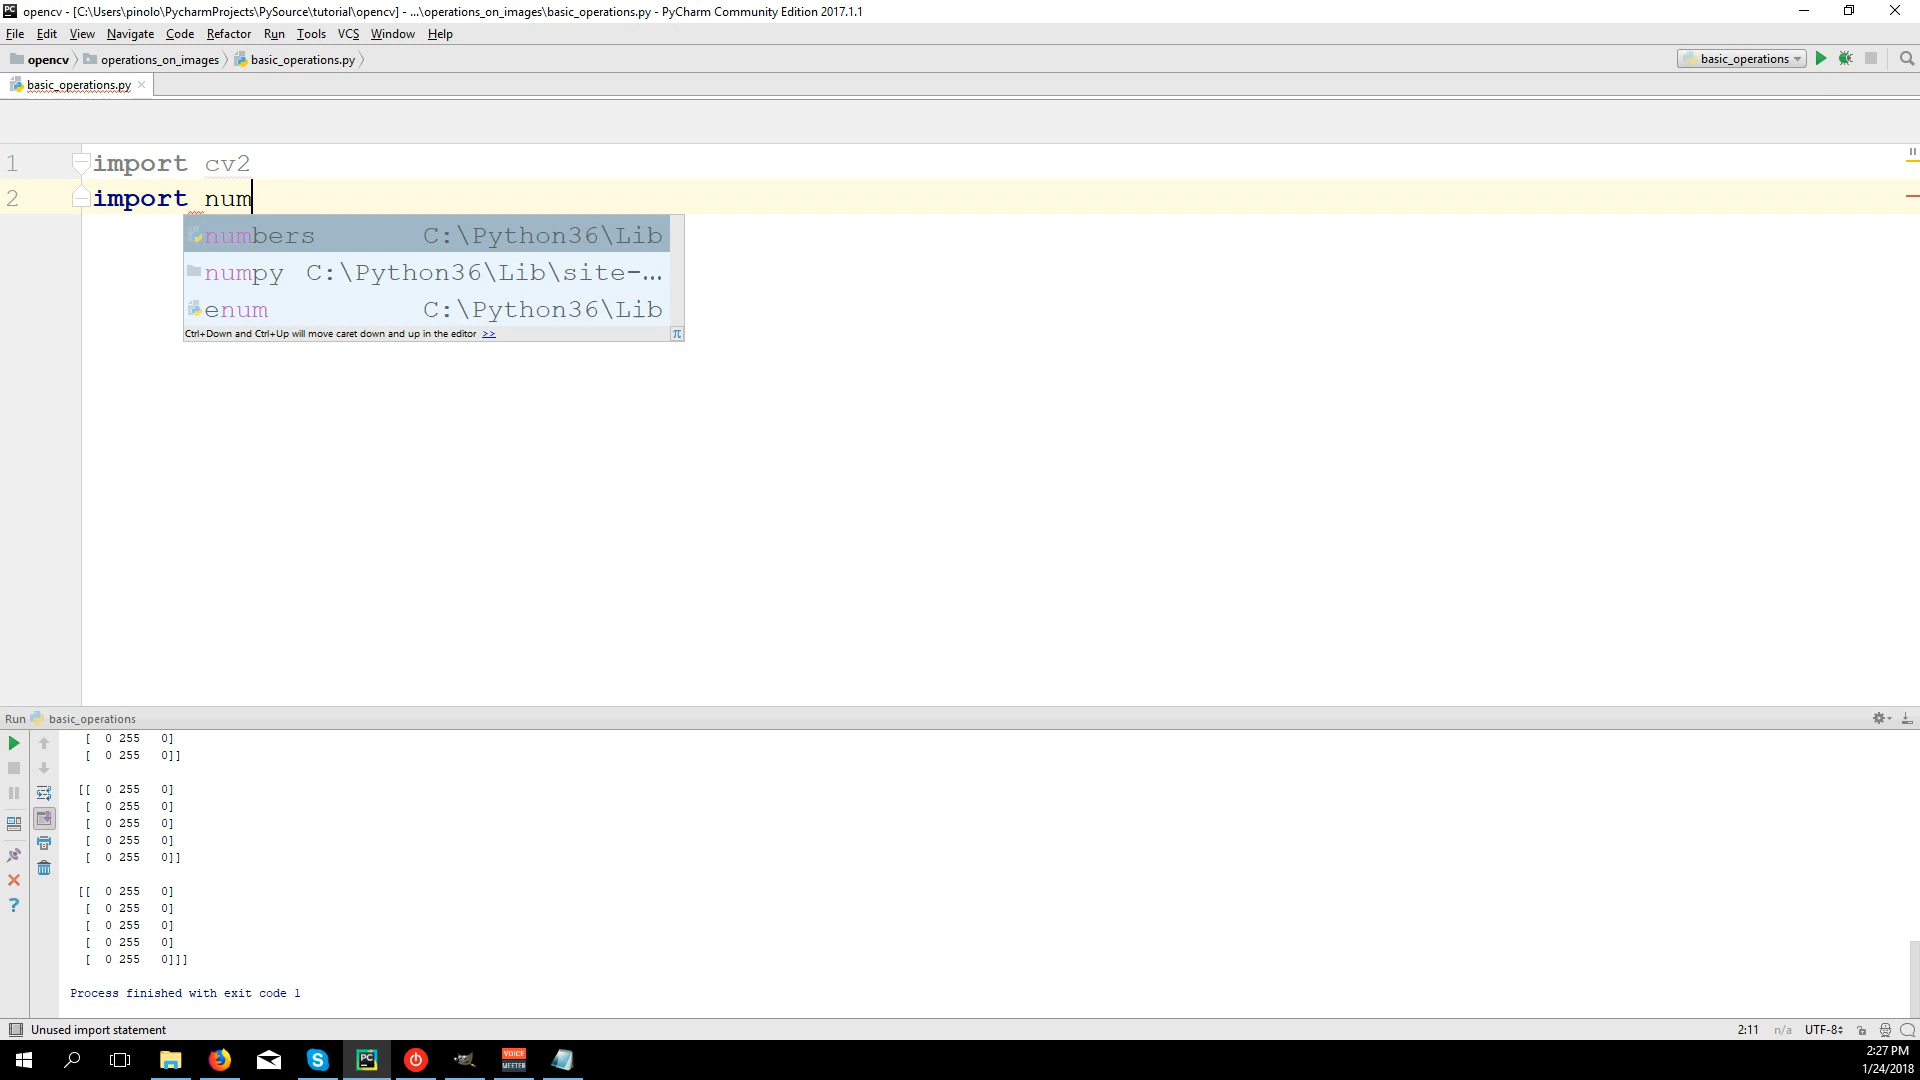 opencv - [C:\Users\pinolo\PycharmProjects\PySource\tutorial\opencv] - ...\operations_on_images\basic_operations.py - PyCharm Community Edition 2017.1.1
File Edit View Navigate Code Refactor Run Tools VCS Window Help
opencv operations_on_images basic_operations.py basic_operations
basic_operations.py
1 import cv2
2 import num
numbers C:\Python36\Lib
numpy C:\Python36\Lib\site-...
enum C:\Python36\Lib
Ctrl+Down and Ctrl+Up will move caret down and up in the editor >> π
Run basic_operations
[  0 255   0]
[  0 255   0]]
[[  0 255   0]
[  0 255   0]
[  0 255   0]
[  0 255   0]
[  0 255   0]]
[[  0 255   0]
[  0 255   0]
[  0 255   0]
[  0 255   0]
[  0 255   0]]]
Process finished with exit code 1
Unused import statement 2:11 n/a UTF-8
PC VOICE MEETER 2:27 PM
1/24/2018